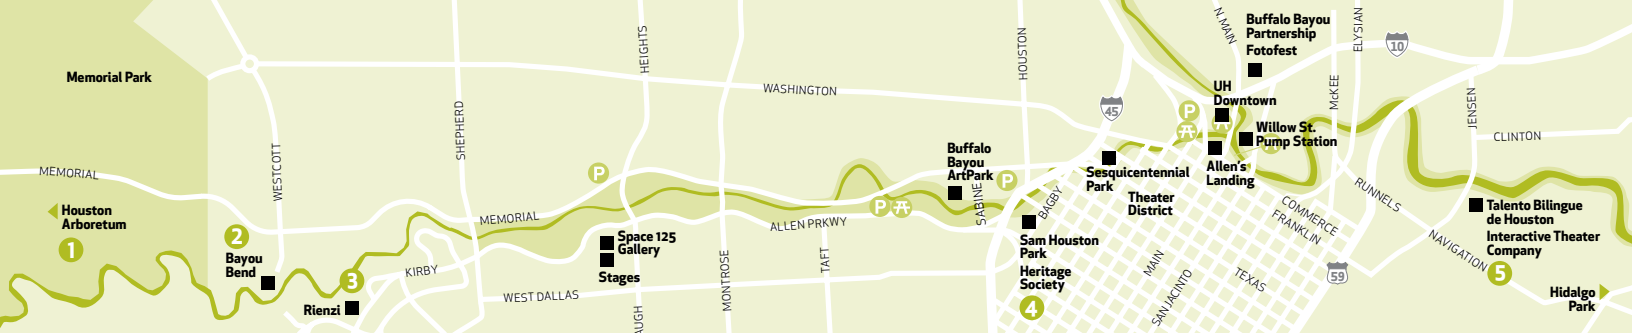 Memorial Park
MEMORIAL
WESTCOTT
Houston
Arboretum
1
2
Bayou
Bend
3
Rienzi
KIRBY
SHEPHERD
HEIGHTS
WASHINGTON
P
MEMORIAL
Space 125
Gallery
Stages
WEST DALLAS
AUGH
MONTROSE
ALLEN PRKWY
TAFT
P
Buffalo
Bayou
ArtPark
SABINE
P
HOUSTON
BAGBY
Sam Houston
Park
Heritage
Society
4
45
Sesquicentennial
Park
Theater
District
MAIN
SAN JACINTO
TEXAS
P
N.MAIN
Buffalo Bayou
Partnership
Fotofest
UH
Downtown
Willow St.
Pump Station
Allen's
Landing
COMMERCE
FRANKLIN
59
McKEE
ELYSIAN
10
RUNNELS
NAVIGATION
JENSEN
CLINTON
Talento Bilingue
de Houston
Interactive Theater
Company
5
Hidalgo
Park